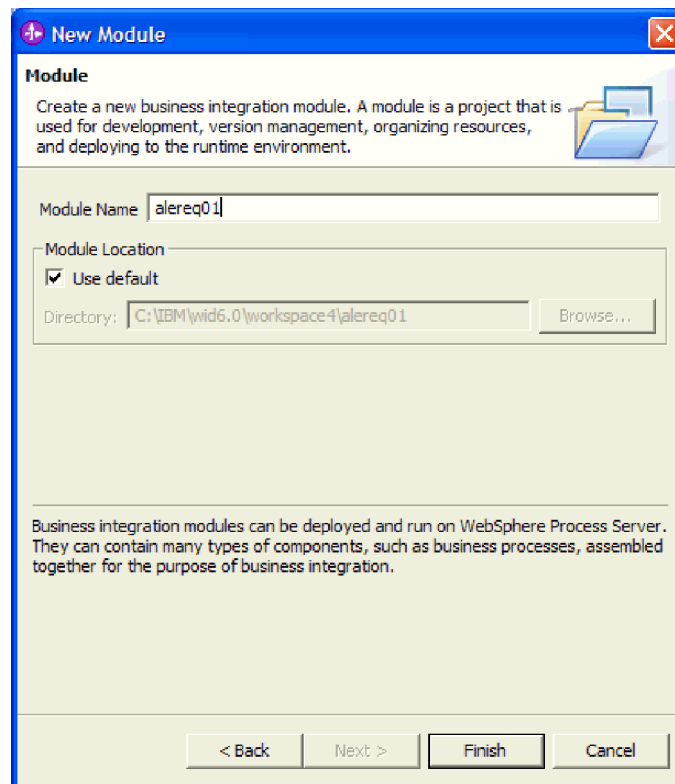 New Module
Module
Create a new business integration module. A module is a project that is
used for development, version management, organizing resources,
and deploying to the runtime environment.
Module Name alereq01
Module Location
Use default
Directory: C:\IBM\wid6.0\workspace4\alereq01 Browse...
Business integration modules can be deployed and run on WebSphere Process Server.
They can contain many types of components, such as business processes, assembled
together for the purpose of business integration.
< Back Next > Finish Cancel